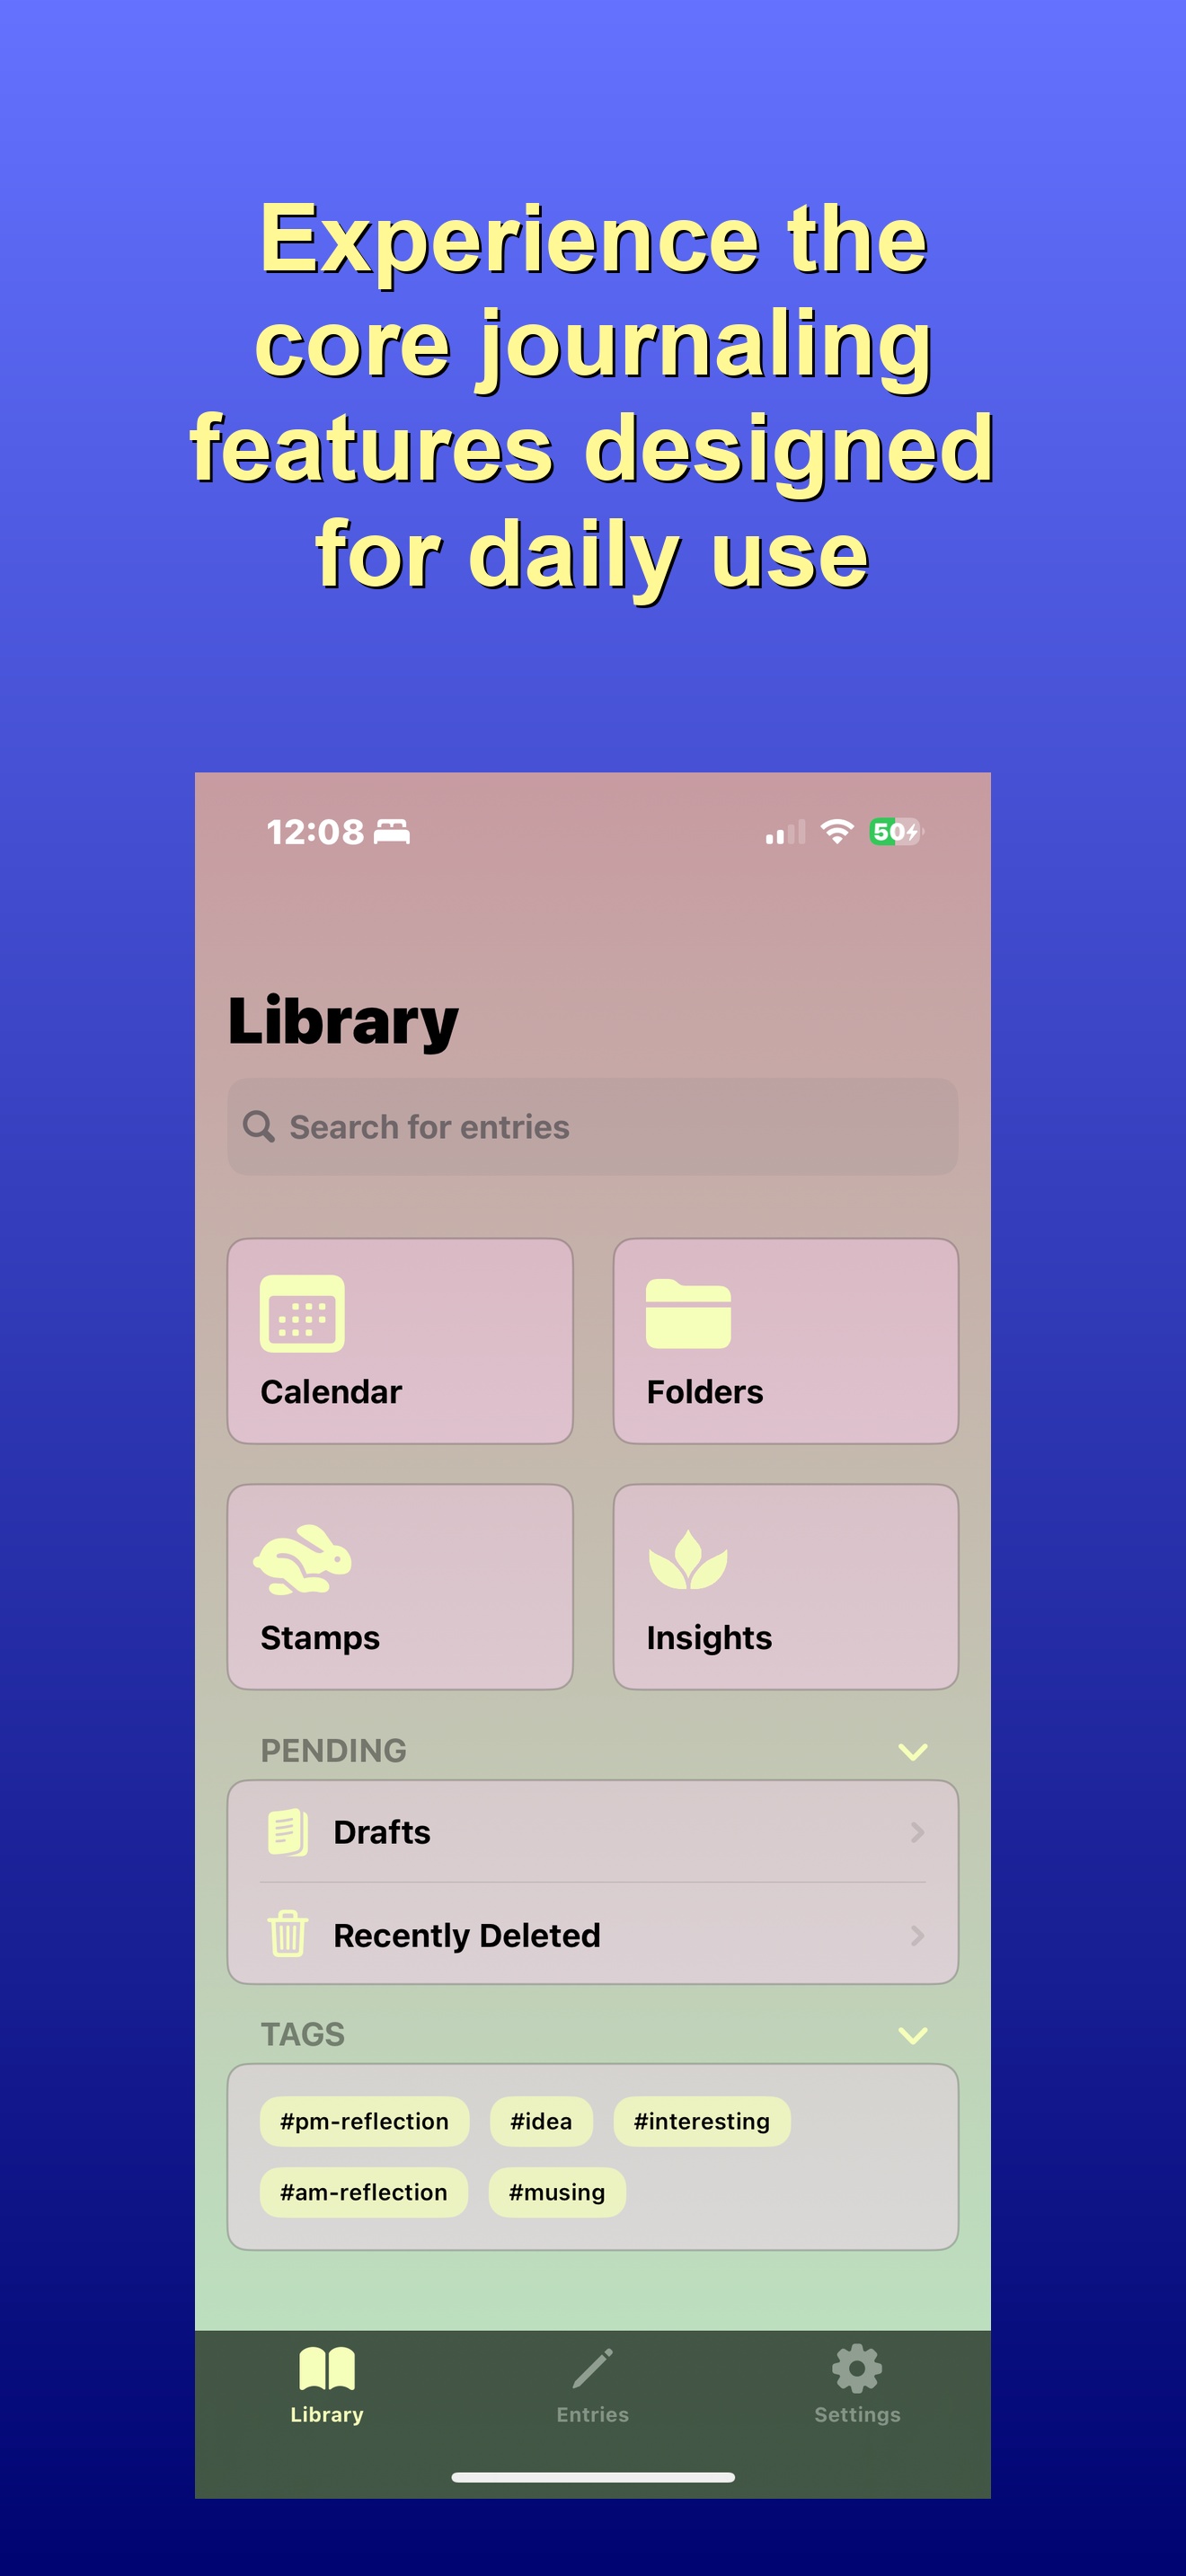 Experience the
core journaling
features designed
for daily use
12:08
50
Library
Search for entries
Calendar
Folders
Stamps
Insights
PENDING
Drafts
Recently Deleted
TAGS
#pm-reflection #idea #interesting
#am-reflection #musing
Library Entries Settings